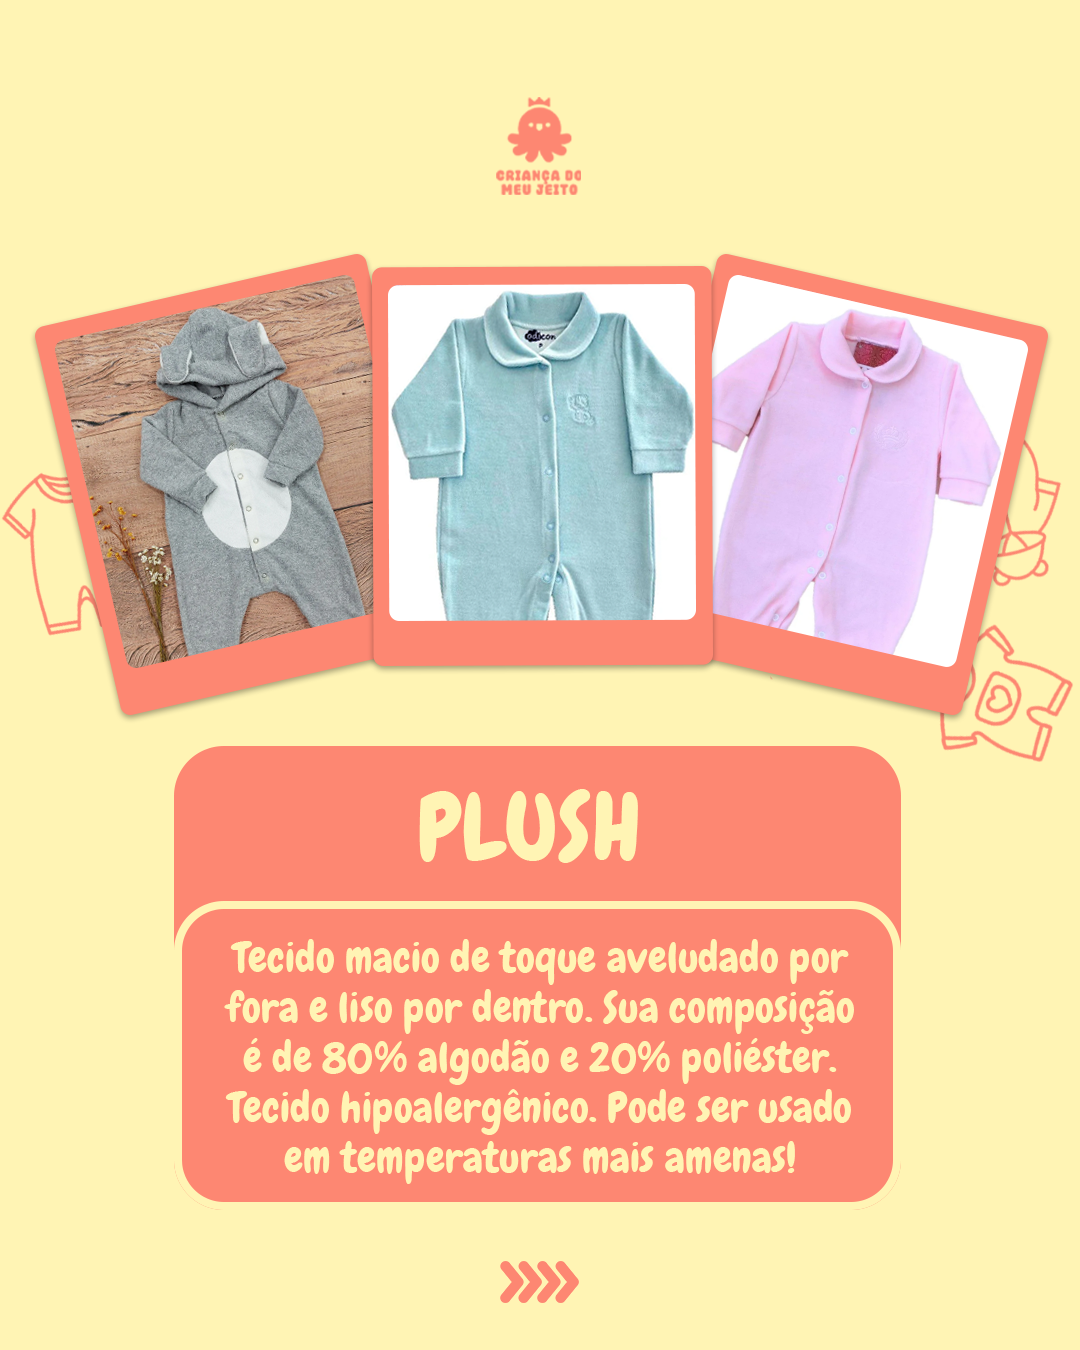 CRIANÇA DO
MEU JEITO
PLUSH
Tecido macio de toque aveludado por
fora e liso por dentro. Sua composição
é de 80% algodão e 20% poliéster.
Tecido hipoalergênico. Pode ser usado
em temperaturas mais amenas!